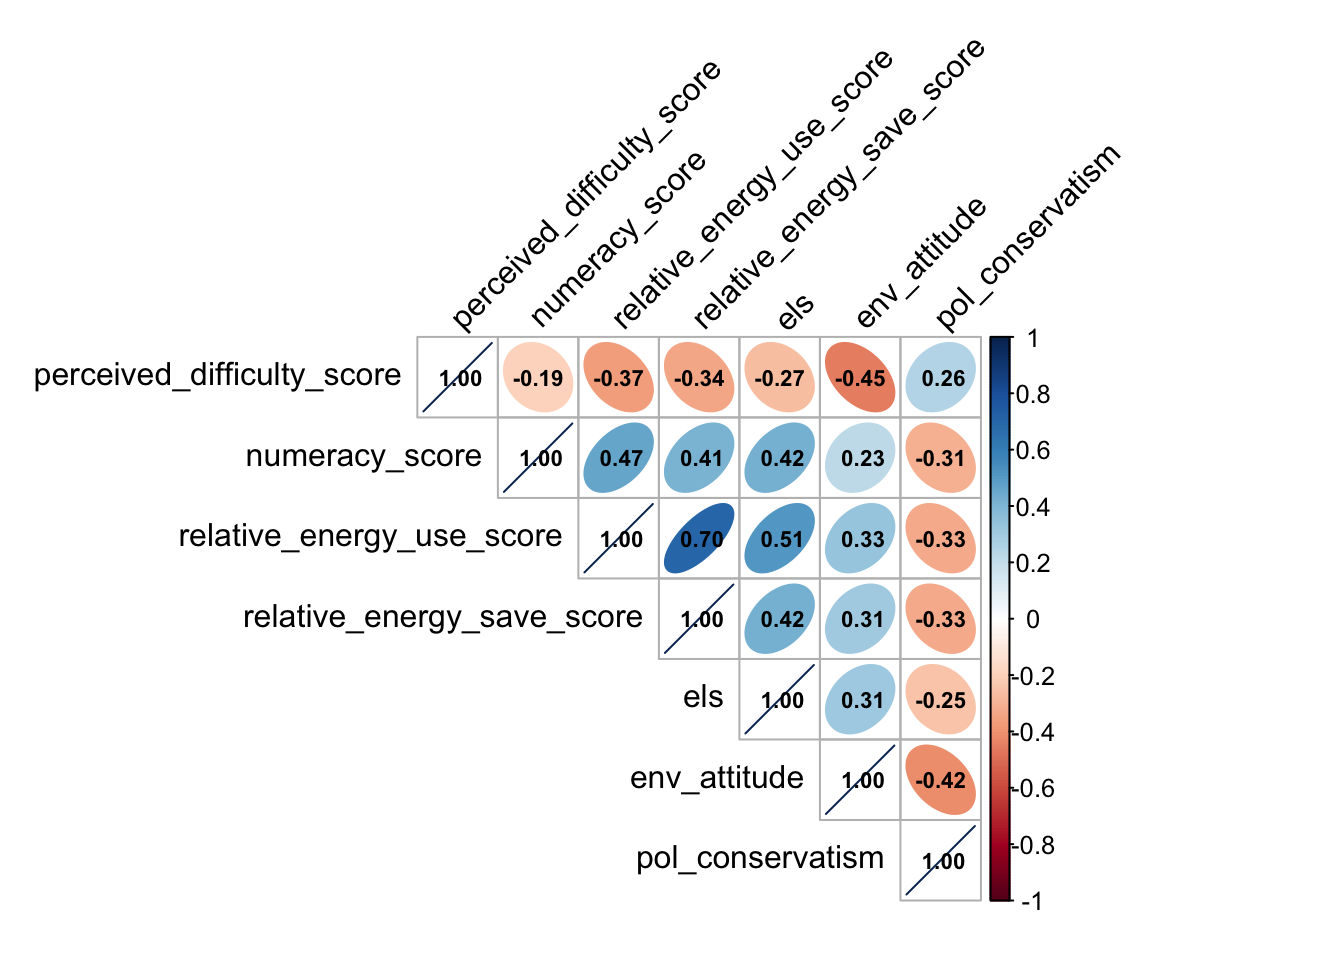 perceived_difficulty_score
numeracy_score
relative_energy_use_score
relative_energy_save_score
els
env_attitude
pol_conservatism
perceived_difficulty_score 1.00 -0.19 -0.37 -0.34 -0.27 -0.45 0.26
numeracy_score 1.00 0.47 0.41 0.42 0.23 -0.31
relative_energy_use_score 1.00 0.70 0.51 0.33 -0.33
relative_energy_save_score 1.00 0.42 0.31 -0.33
els 1.00 0.31 -0.25
env_attitude 1.00 -0.42
pol_conservatism 1.00
1
0.8
0.6
0.4
0.2
0
-0.2
-0.4
-0.6
-0.8
-1